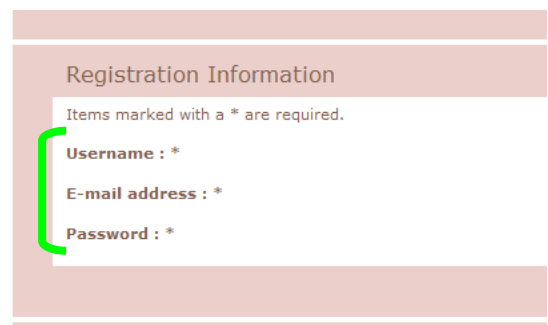 Registration Information
Items marked with a * are required.
Username : *
E-mail address : *
Password : *